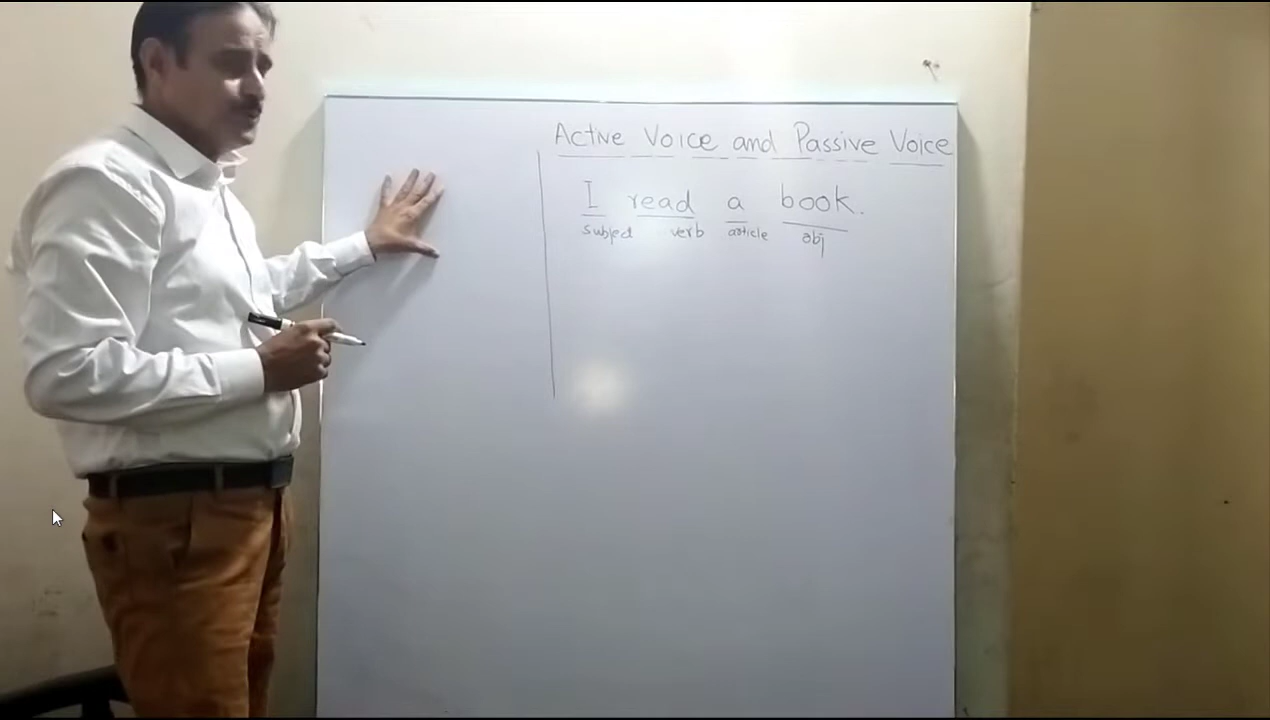 Active Voice and Passive Voice
I read a book.
subject verb article obj